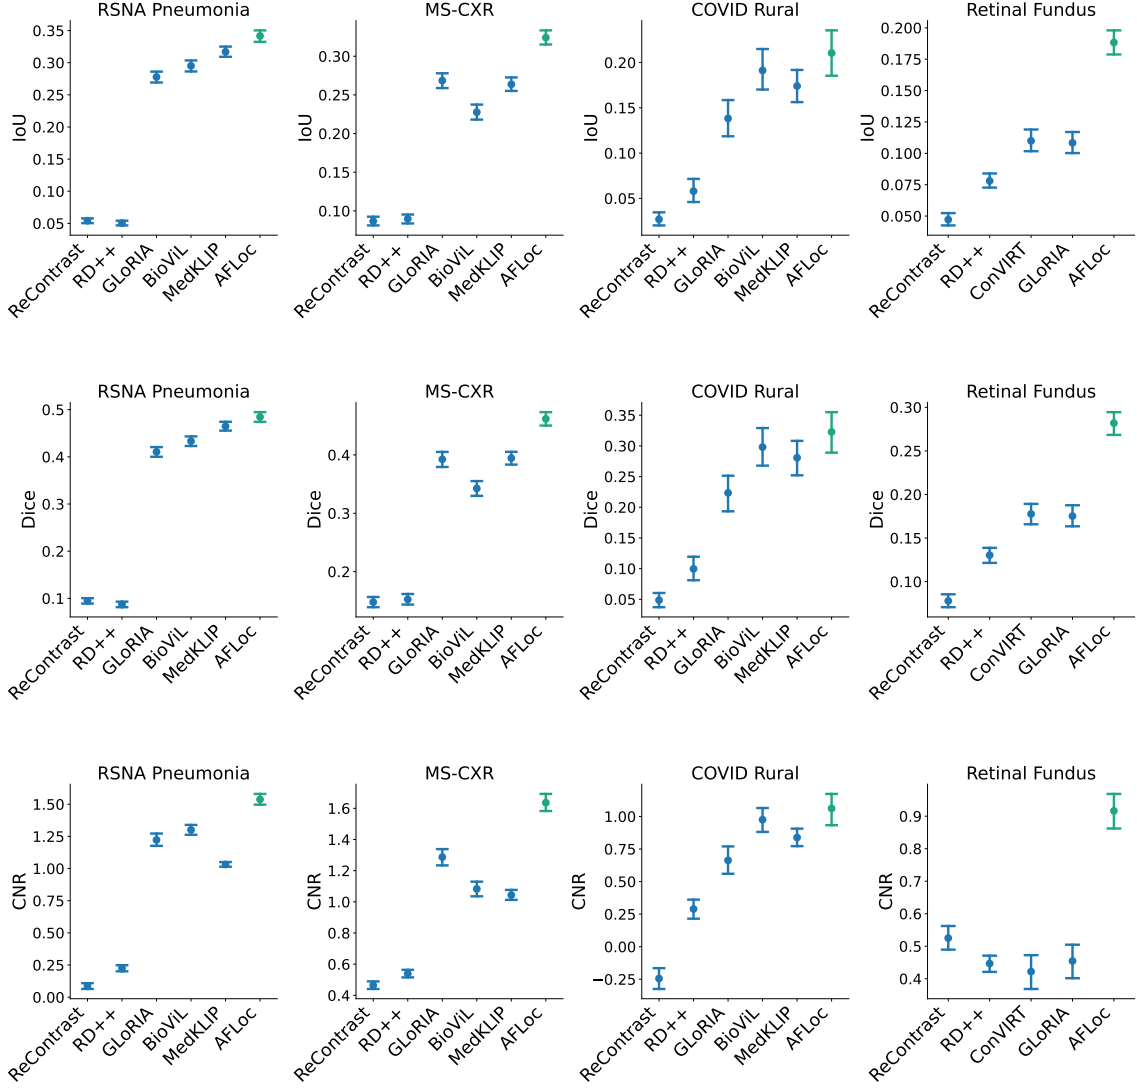 RSNA Pneumonia
MS-CXR
COVID Rural
Retinal Fundus
IoU
0.35
0.30
0.25
0.20
0.15
0.10
0.05
ReContrast
RD++
GLoRIA
BioViL
MedKLIP
AFLoc
IoU
0.30
0.25
0.20
0.15
0.10
ReContrast
RD++
GLoRIA
BioViL
MedKLIP
AFLoc
IoU
0.20
0.15
0.10
0.05
ReContrast
RD++
GLoRIA
BioViL
MedKLIP
AFLoc
IoU
0.200
0.175
0.150
0.125
0.100
0.075
0.050
ReContrast
RD++
ConVIRT
GLoRIA
AFLoc
RSNA Pneumonia
MS-CXR
COVID Rural
Retinal Fundus
Dice
0.5
0.4
0.3
0.2
0.1
ReContrast
RD++
GLoRIA
BioViL
MedKLIP
AFLoc
Dice
0.4
0.3
0.2
ReContrast
RD++
GLoRIA
BioViL
MedKLIP
AFLoc
Dice
0.35
0.30
0.25
0.20
0.15
0.10
0.05
ReContrast
RD++
GLoRIA
BioViL
MedKLIP
AFLoc
Dice
0.30
0.25
0.20
0.15
0.10
ReContrast
RD++
ConVIRT
GLoRIA
AFLoc
RSNA Pneumonia
MS-CXR
COVID Rural
Retinal Fundus
CNR
1.50
1.25
1.00
0.75
0.50
0.25
0.00
ReContrast
RD++
GLoRIA
BioViL
MedKLIP
AFLoc
CNR
1.6
1.4
1.2
1.0
0.8
0.6
0.4
ReContrast
RD++
GLoRIA
BioViL
MedKLIP
AFLoc
CNR
1.00
0.75
0.50
0.25
0.00
−0.25
ReContrast
RD++
GLoRIA
BioViL
MedKLIP
AFLoc
CNR
0.9
0.8
0.7
0.6
0.5
0.4
ReContrast
RD++
ConVIRT
GLoRIA
AFLoc